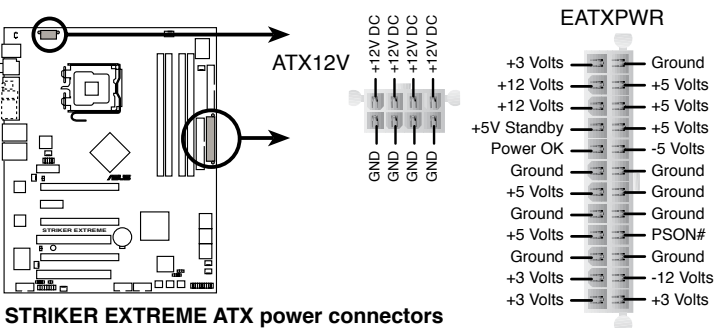 EATXPWR
ATX12V
+12V DC
+12V DC
+12V DC
+12V DC
GND
GND
GND
GND
+3 Volts
Ground
+12 Volts
+5 Volts
+12 Volts
+5 Volts
+5V Standby
+5 Volts
Power OK
-5 Volts
Ground
Ground
+5 Volts
Ground
Ground
Ground
+5 Volts
PSON#
Ground
Ground
+3 Volts
-12 Volts
+3 Volts
+3 Volts
C
ASUS
STRIKER EXTREME
STRIKER EXTREME ATX power connectors